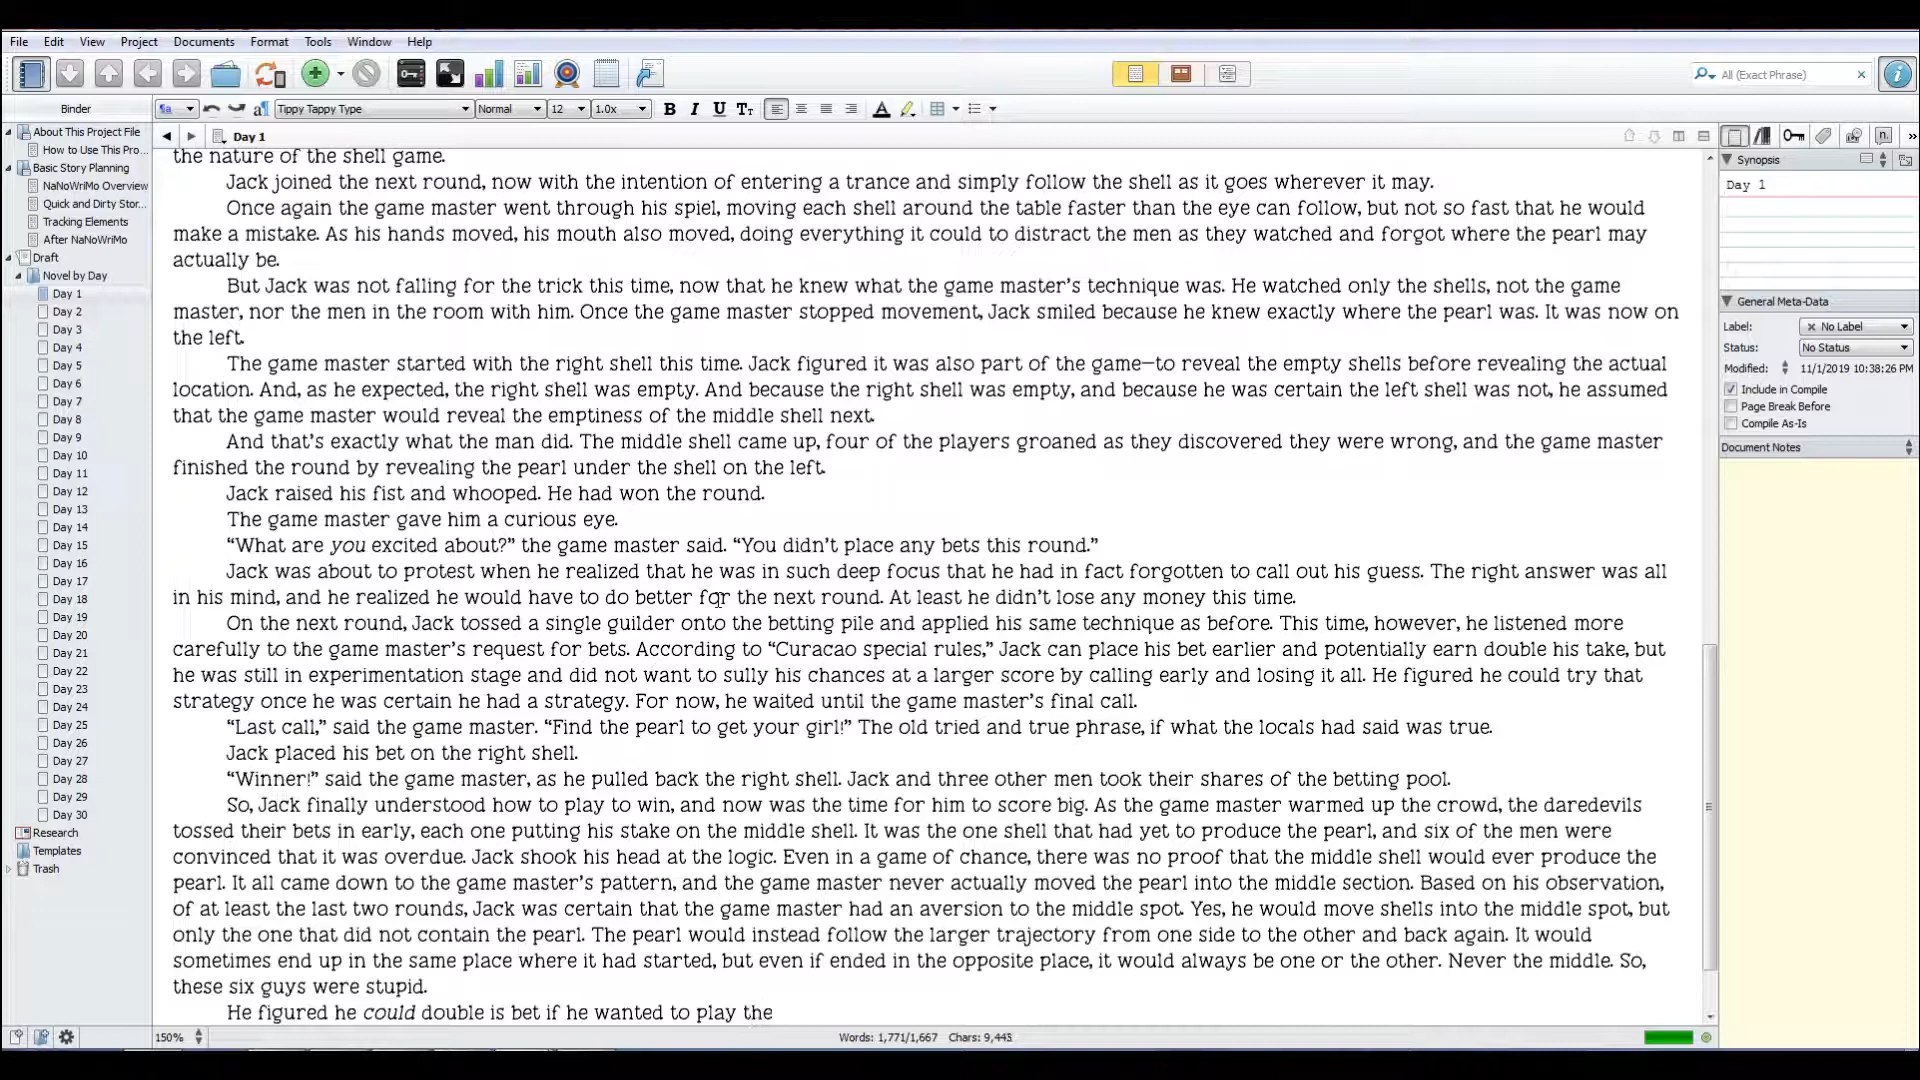 File Edit View Project Documents Format Tools Window Help
All (Exact Phrase)
Binder
Tippy Tappy Type Normal 12 1.0x B I U
Day 1
About This Project File
How to Use This Pro...
Basic Story Planning
NaNoWriMo Overview
Quick and Dirty Stor...
Tracking Elements
After NaNoWriMo
Draft
Novel by Day
Day 1
Day 2
Day 3
Day 4
Day 5
Day 6
Day 7
Day 8
Day 9
Day 10
Day 11
Day 12
Day 13
Day 14
Day 15
Day 16
Day 17
Day 18
Day 19
Day 20
Day 21
Day 22
Day 23
Day 24
Day 25
Day 26
Day 27
Day 28
Day 29
Day 30
Research
Templates
Trash
the nature of the shell game.
Jack joined the next round, now with the intention of entering a trance and simply follow the shell as it goes wherever it may.
Once again the game master went through his spiel, moving each shell around the table faster than the eye can follow, but not so fast that he would
make a mistake. As his hands moved, his mouth also moved, doing everything it could to distract the men as they watched and forgot where the pearl may
actually be.
But Jack was not falling for the trick this time, now that he knew what the game master’s technique was. He watched only the shells, not the game
master, nor the men in the room with him. Once the game master stopped movement, Jack smiled because he knew exactly where the pearl was. It was now on
the left.
The game master started with the right shell this time. Jack figured it was also part of the game—to reveal the empty shells before revealing the actual
location. And, as he expected, the right shell was empty. And because the right shell was empty, and because he was certain the left shell was not, he assumed
that the game master would reveal the emptiness of the middle shell next.
And that’s exactly what the man did. The middle shell came up, four of the players groaned as they discovered they were wrong, and the game master
finished the round by revealing the pearl under the shell on the left.
Jack raised his fist and whooped. He had won the round.
The game master gave him a curious eye.
“What are you excited about?” the game master said. “You didn’t place any bets this round.”
Jack was about to protest when he realized that he was in such deep focus that he had in fact forgotten to call out his guess. The right answer was all
in his mind, and he realized he would have to do better for the next round. At least he didn’t lose any money this time.
On the next round, Jack tossed a single guilder onto the betting pile and applied his same technique as before. This time, however, he listened more
carefully to the game master’s request for bets. According to “Curacao special rules,” Jack can place his bet earlier and potentially earn double his take, but
he was still in experimentation stage and did not want to sully his chances at a larger score by calling early and losing it all. He figured he could try that
strategy once he was certain he had a strategy. For now, he waited until the game master’s final call.
“Last call,” said the game master. “Find the pearl to get your girl!” The old tried and true phrase, if what the locals had said was true.
Jack placed his bet on the right shell.
“Winner!” said the game master, as he pulled back the right shell. Jack and three other men took their shares of the betting pool.
So, Jack finally understood how to play to win, and now was the time for him to score big. As the game master warmed up the crowd, the daredevils
tossed their bets in early, each one putting his stake on the middle shell. It was the one shell that had yet to produce the pearl, and six of the men were
convinced that it was overdue. Jack shook his head at the logic. Even in a game of chance, there was no proof that the middle shell would ever produce the
pearl. It all came down to the game master’s pattern, and the game master never actually moved the pearl into the middle section. Based on his observation,
of at least the last two rounds, Jack was certain that the game master had an aversion to the middle spot. Yes, he would move shells into the middle spot, but
only the one that did not contain the pearl. The pearl would instead follow the larger trajectory from one side to the other and back again. It would
sometimes end up in the same place where it had started, but even if ended in the opposite place, it would always be one or the other. Never the middle. So,
these six guys were stupid.
He figured he could double is bet if he wanted to play the
150%
Words: 1,771/1,667 Chars: 9,443
Synopsis
Day 1
General Meta-Data
Label: No Label
Status: No Status
Modified: 11/1/2019 10:38:26 PM
Include in Compile
Page Break Before
Compile As-Is
Document Notes